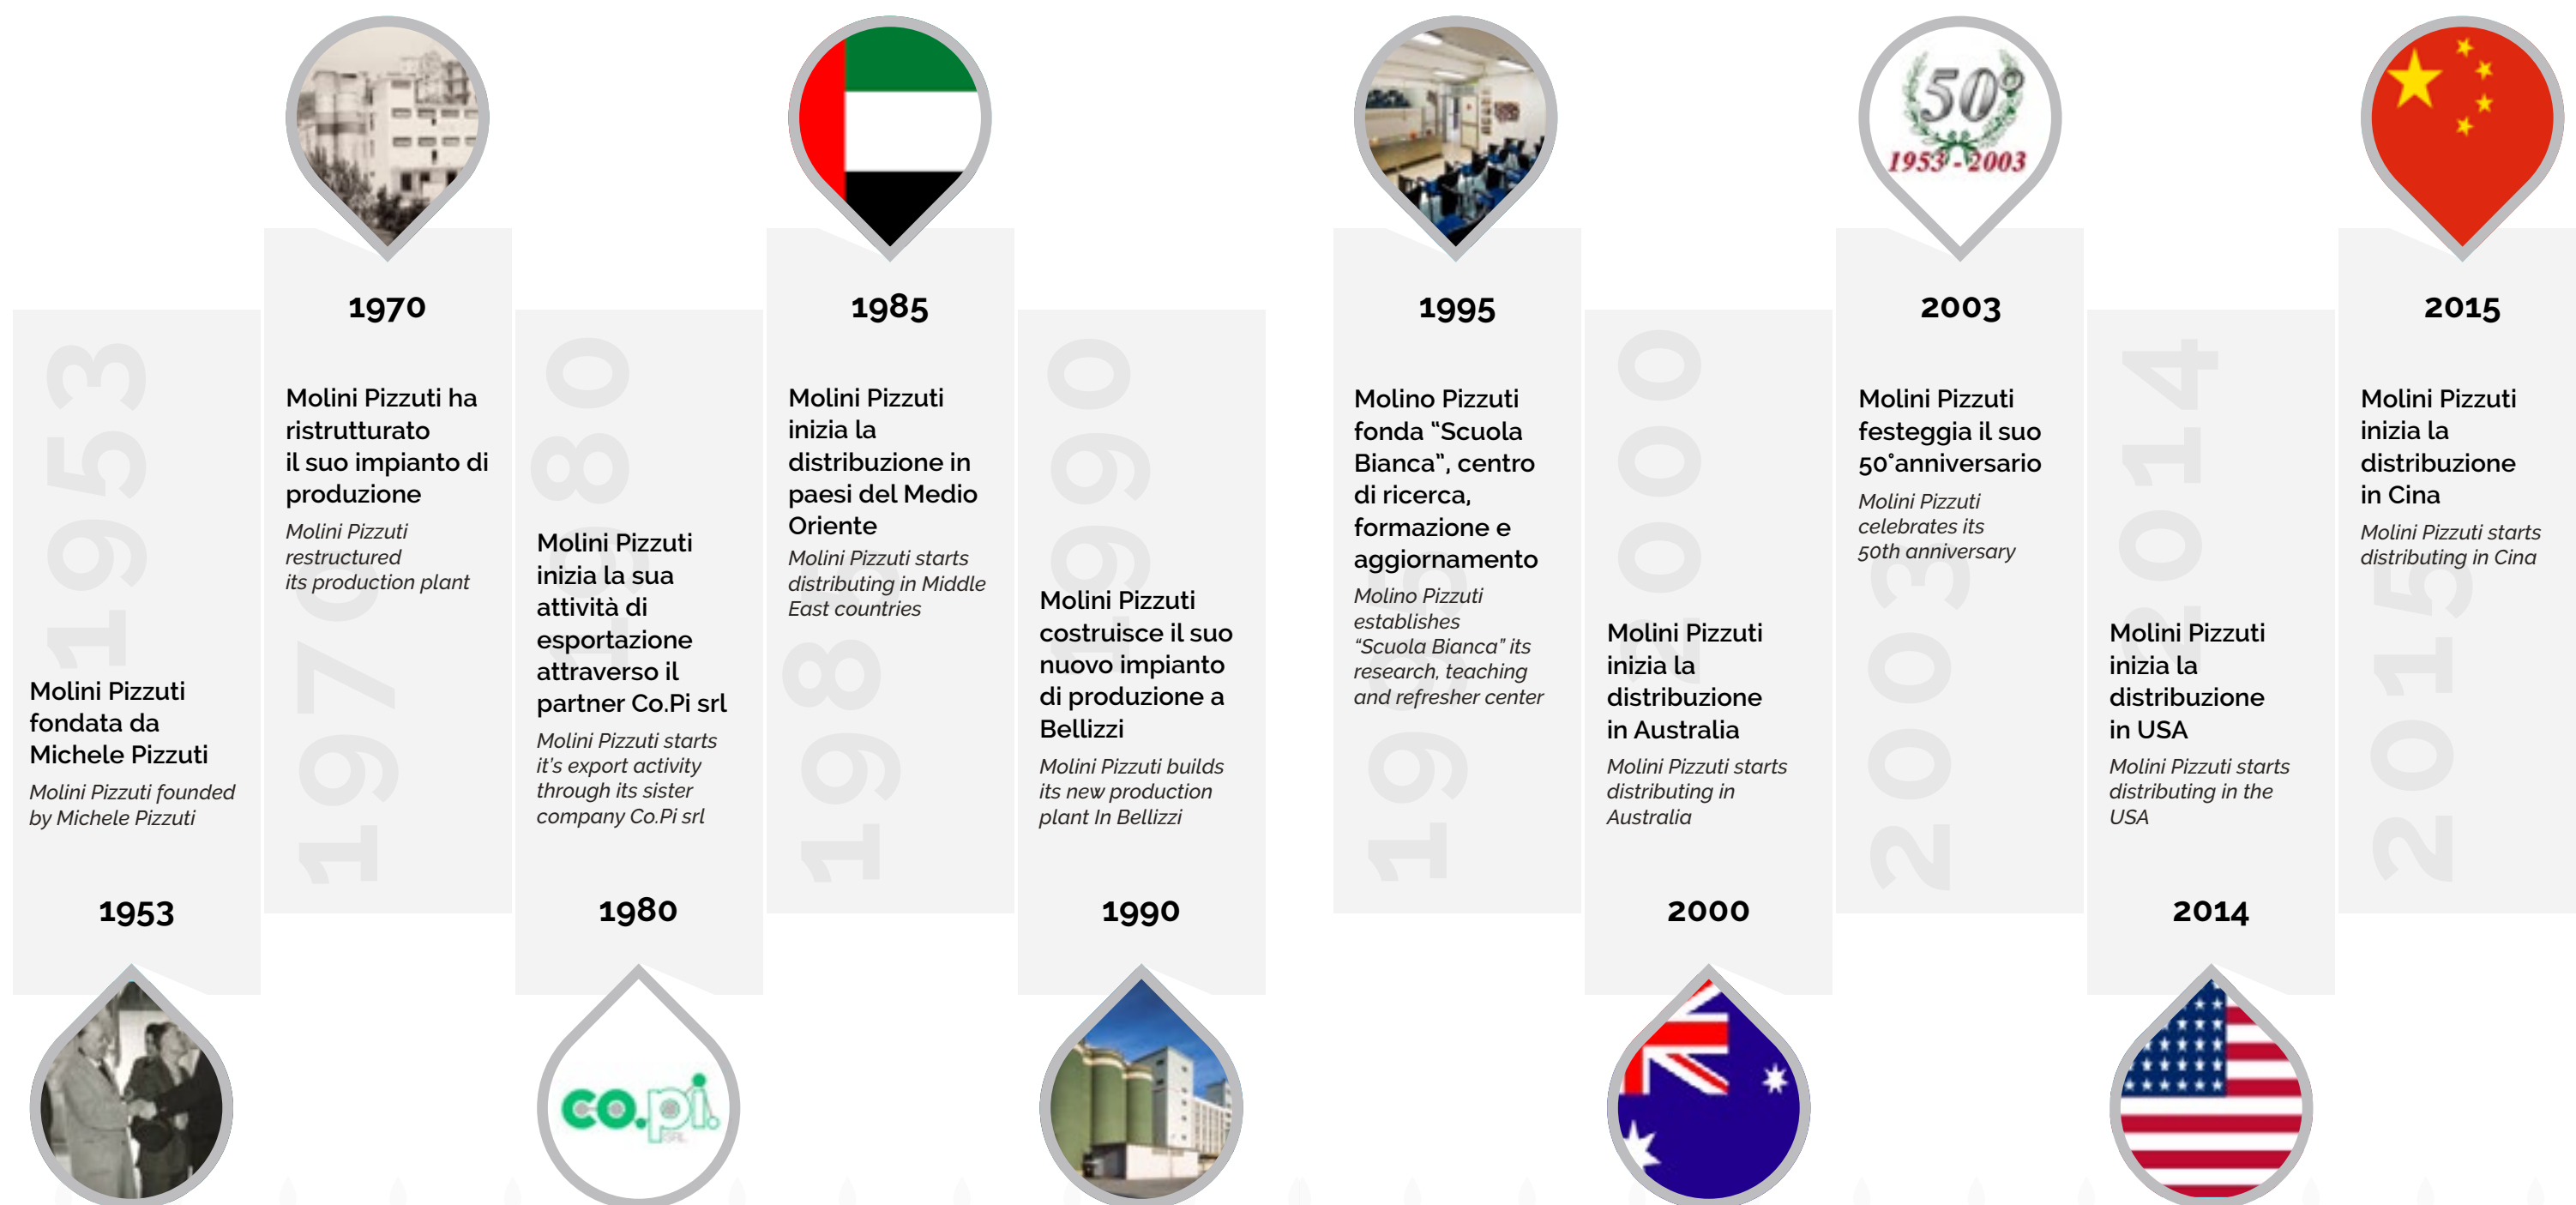 1953
Molini Pizzuti
fondata da
Michele Pizzuti
Molini Pizzuti founded
by Michele Pizzuti
1953
1970
Molini Pizzuti ha
ristrutturato
il suo impianto di
produzione
Molini Pizzuti
restructured
its production plant
1970
1980
Molini Pizzuti
inizia la sua
attività di
esportazione
attraverso il
partner Co.Pi srl
Molini Pizzuti starts
it's export activity
through its sister
company Co.Pi srl
1980
co.pi.
SRL
1985
Molini Pizzuti
inizia la
distribuzione in
paesi del Medio
Oriente
Molini Pizzuti starts
distributing in Middle
East countries
1985
1990
Molini Pizzuti
costruisce il suo
nuovo impianto
di produzione a
Bellizzi
Molini Pizzuti builds
its new production
plant In Bellizzi
1990
1995
Molino Pizzuti
fonda “Scuola
Bianca”, centro
di ricerca,
formazione e
aggiornamento
Molino Pizzuti
establishes
“Scuola Bianca” its
research, teaching
and refresher center
1995
2000
Molini Pizzuti
inizia la
distribuzione
in Australia
Molini Pizzuti starts
distributing in
Australia
2000
50°
1953 - 2003
2003
Molini Pizzuti
festeggia il suo
50°anniversario
Molini Pizzuti
celebrates its
50th anniversary
2003
2014
Molini Pizzuti
inizia la
distribuzione
in USA
Molini Pizzuti starts
distributing in the
USA
2014
2015
Molini Pizzuti
inizia la
distribuzione
in Cina
Molini Pizzuti starts
distributing in Cina
2015